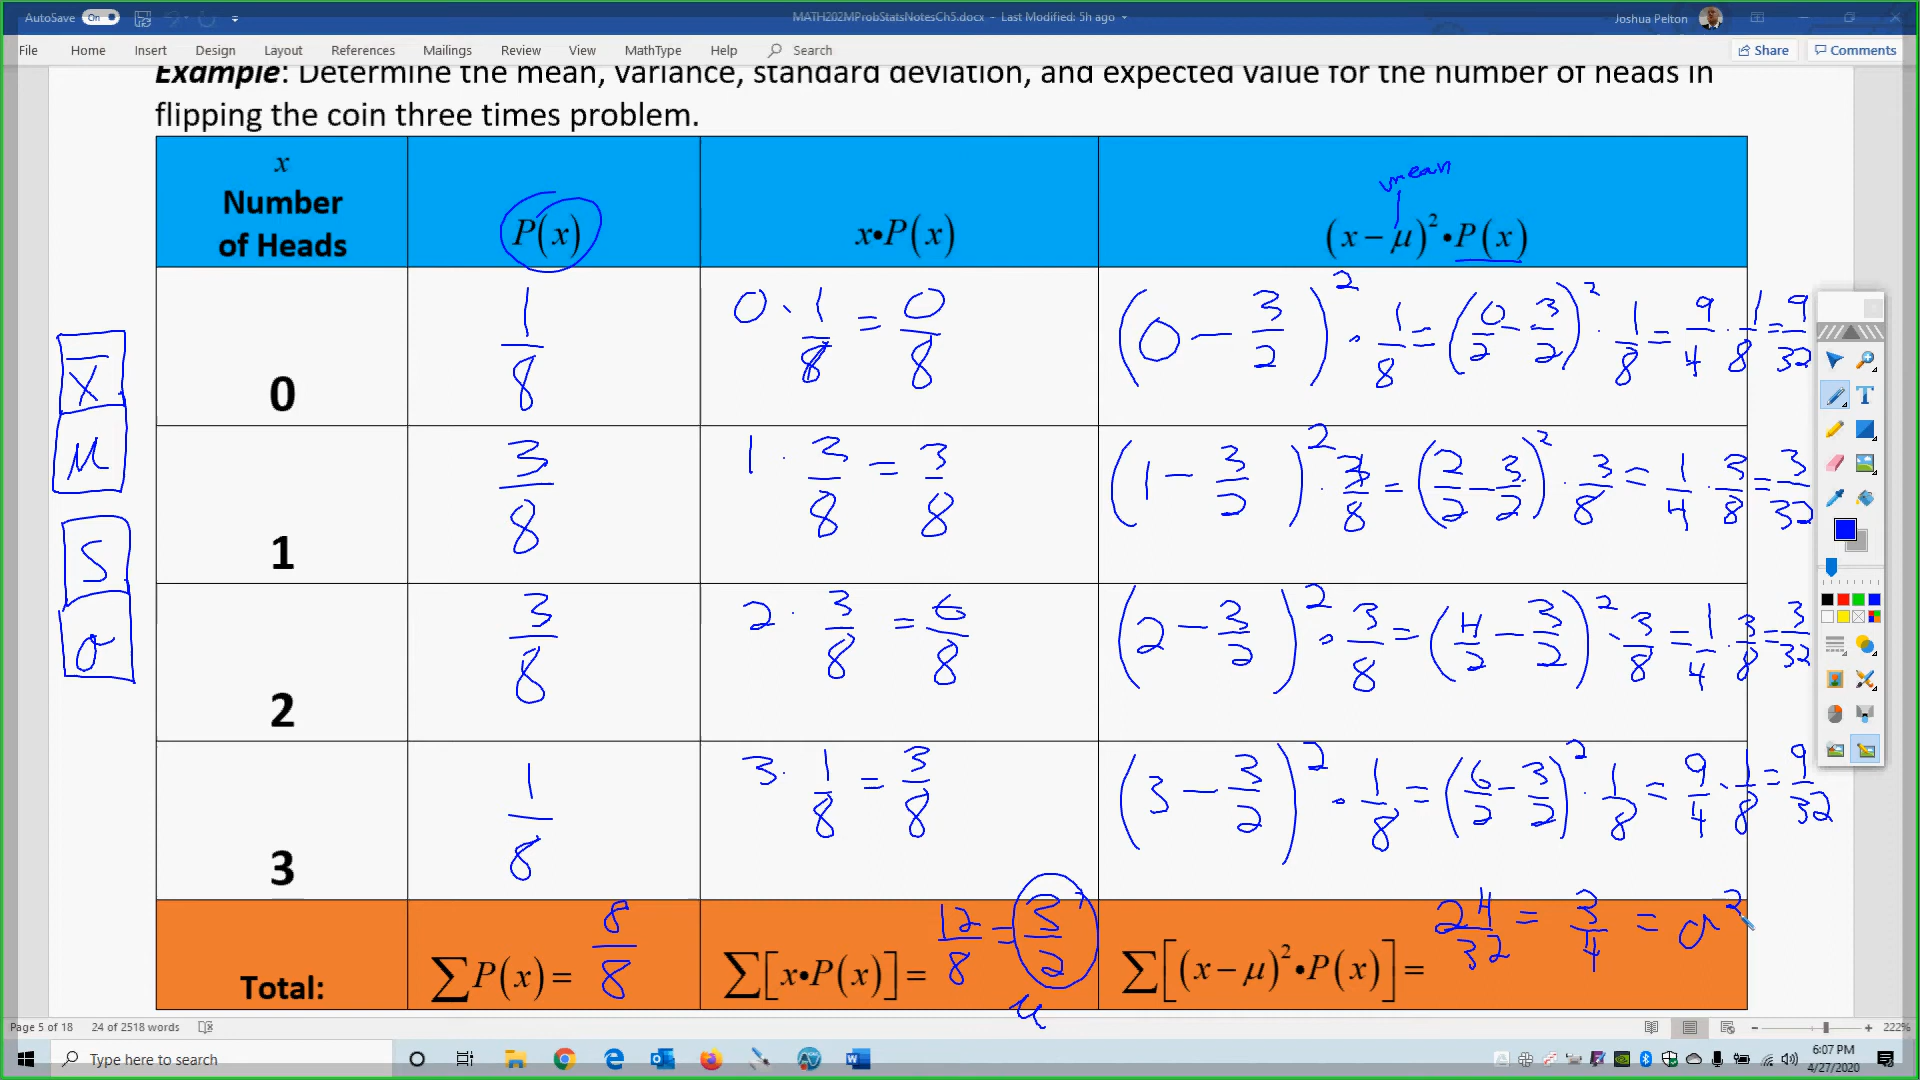 AutoSave On MATH202MProbStatsNotesCh5.docx - Last Modified: 5h ago Joshua Pelton
File Home Insert Design Layout References Mailings Review View MathType Help Search Share Comments
Example: Determine the mean, variance, standard deviation, and expected value for the number of heads in
flipping the coin three times problem.
x
Number
of Heads
P(x)
x•P(x)
mean
(x − μ)²•P(x)
x̄
μ
S
σ
0
1/8
0 · 1/8 = 0/8
(0 − 3/2)² · 1/8 = (0/2 − 3/2)² · 1/8 = 9/4 · 1/8 = 9/32
1
3/8
1 · 3/8 = 3/8
(1 − 3/2)² · 3/8 = (2/2 − 3/2)² · 3/8 = 1/4 · 3/8 = 3/32
2
3/8
2 · 3/8 = 6/8
(2 − 3/2)² · 3/8 = (4/2 − 3/2)² · 3/8 = 1/4 · 3/8 = 3/32
3
1/8
3 · 1/8 = 3/8
(3 − 3/2)² · 1/8 = (6/2 − 3/2)² · 1/8 = 9/4 · 1/8 = 9/32
Total:
∑P(x) = 8/8
∑[x•P(x)] = 12/8 = 3/2
μ
∑[(x − μ)²•P(x)] = 24/32 = 3/4 = σ²
Page 5 of 18 24 of 2518 words 222%
Type here to search
6:07 PM
4/27/2020